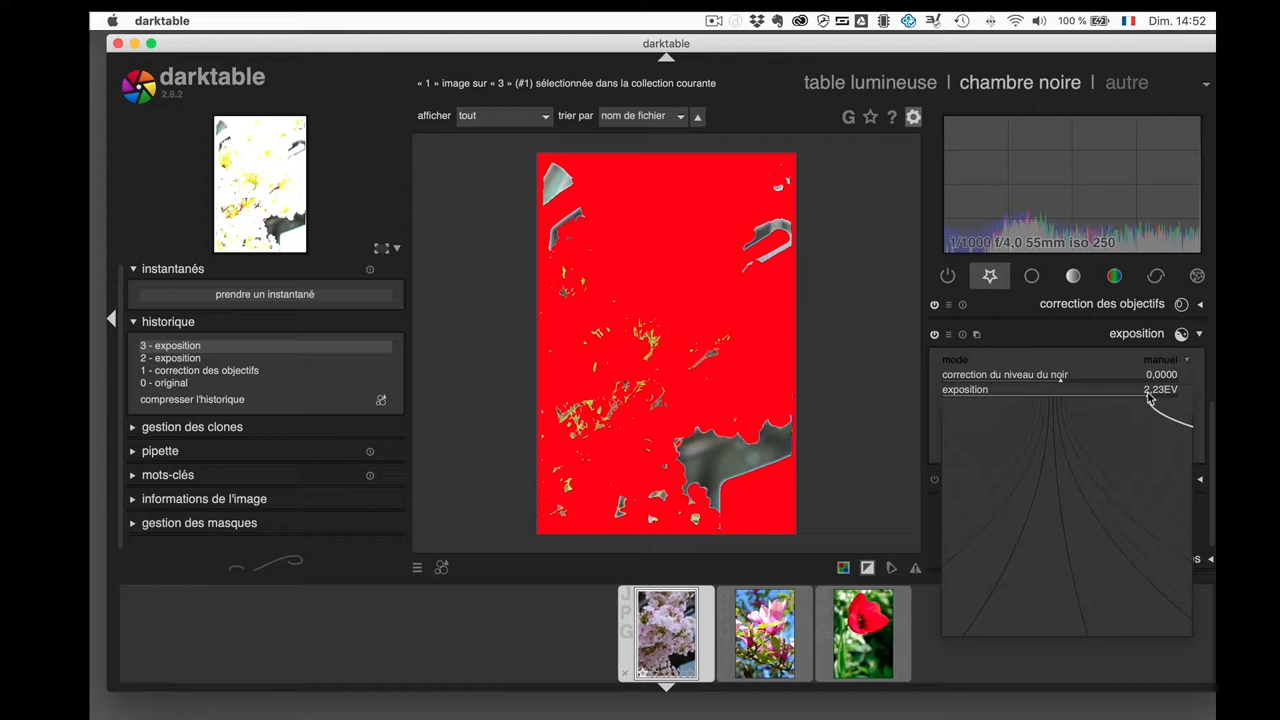 darktable
100 %
Dim. 14:52
darktable
darktable
2.6.2
« 1 » image sur « 3 » (#1) sélectionnée dans la collection courante
table lumineuse | chambre noire | autre
afficher tout trier par nom de fichier
G ?
1/1000 f/4,0 55mm iso 250
instantanés
prendre un instantané
historique
3 - exposition
2 - exposition
1 - correction des objectifs
0 - original
compresser l'historique
gestion des clones
pipette
mots-clés
informations de l'image
gestion des masques
correction des objectifs
exposition
mode manuel
correction du niveau du noir 0,0000
exposition 2,23EV
es
J
P
G